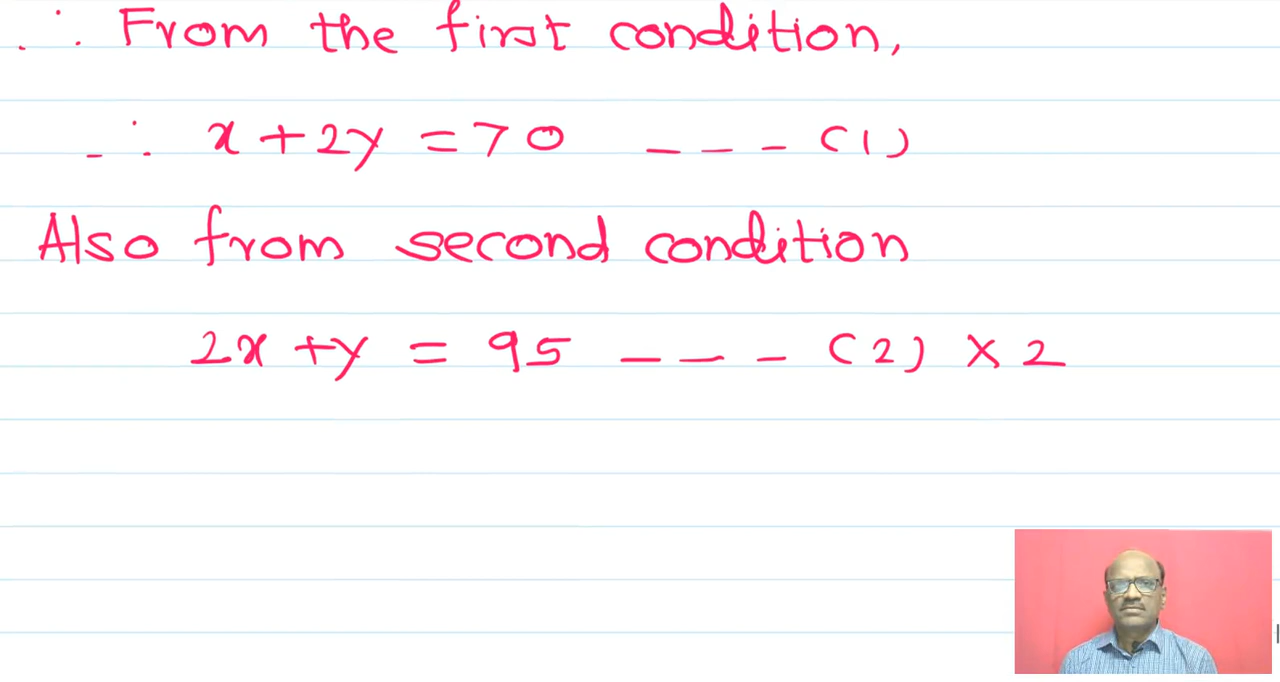 ∴ From the first condition,
∴ x + 2y = 70 - - - (1)
Also from second condition
2x + y = 95 - - - (2) × 2